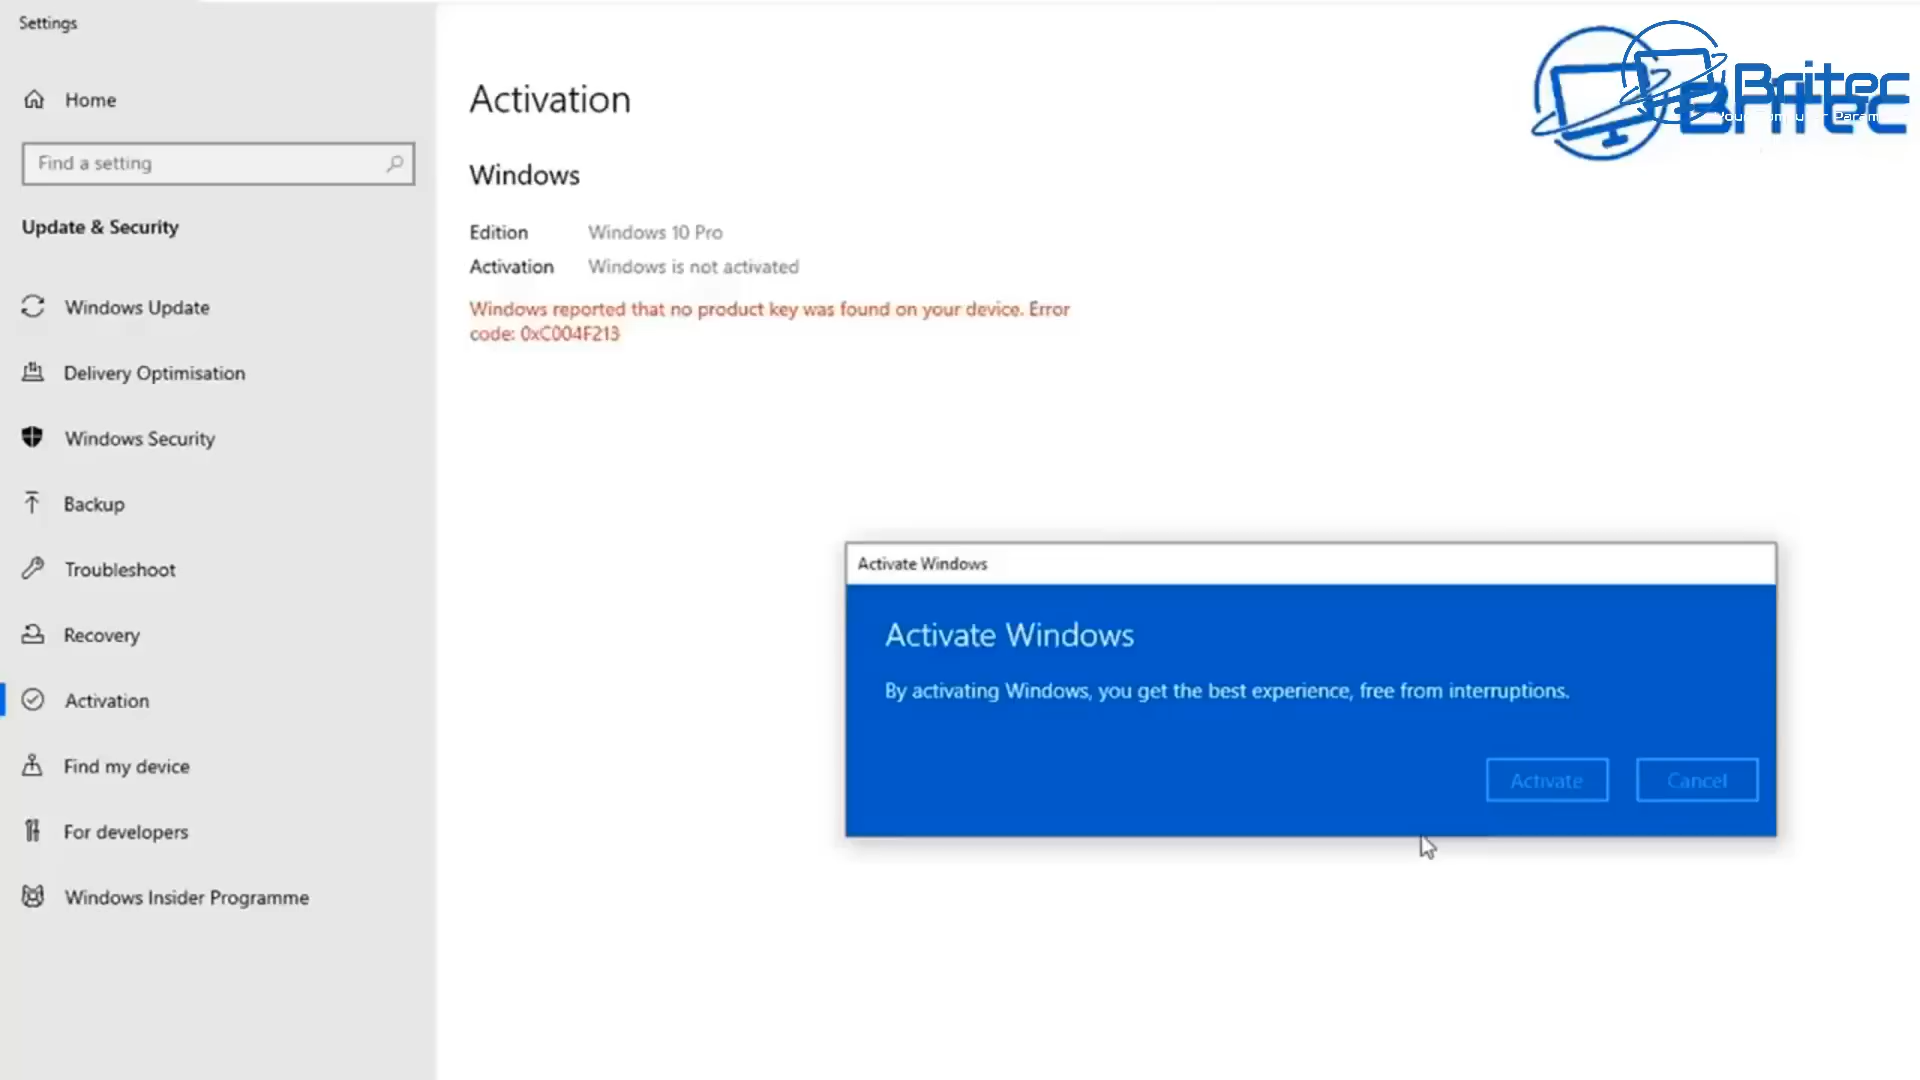 Settings
Home
Find a setting
Update & Security
Windows Update
Delivery Optimisation
Windows Security
Backup
Troubleshoot
Recovery
Activation
Find my device
For developers
Windows Insider Programme
Activation
Windows
Edition Windows 10 Pro
Activation Windows is not activated
Windows reported that no product key was found on your device. Error
code: 0xC004F213
Activate Windows
Activate Windows
By activating Windows, you get the best experience, free from interruptions.
Activate Cancel
Britec
Britec